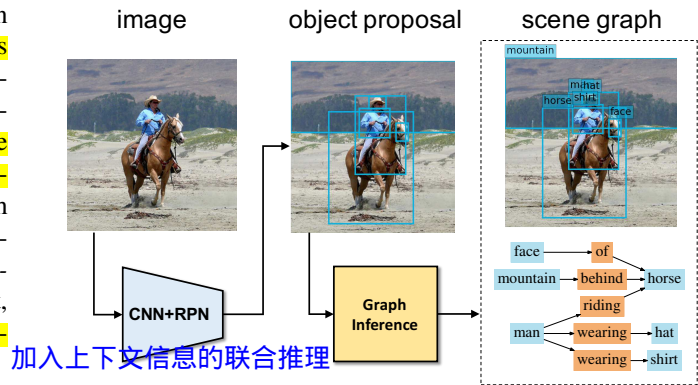 image
object proposal
scene graph
n
s
-
-
e
-
n
-
-
,
-
mountain
hat
shirt
horse
face
CNN+RPN
Graph
Inference
face
of
mountain
behind
horse
riding
man
wearing
hat
wearing
shirt
加入上下文信息的联合推理